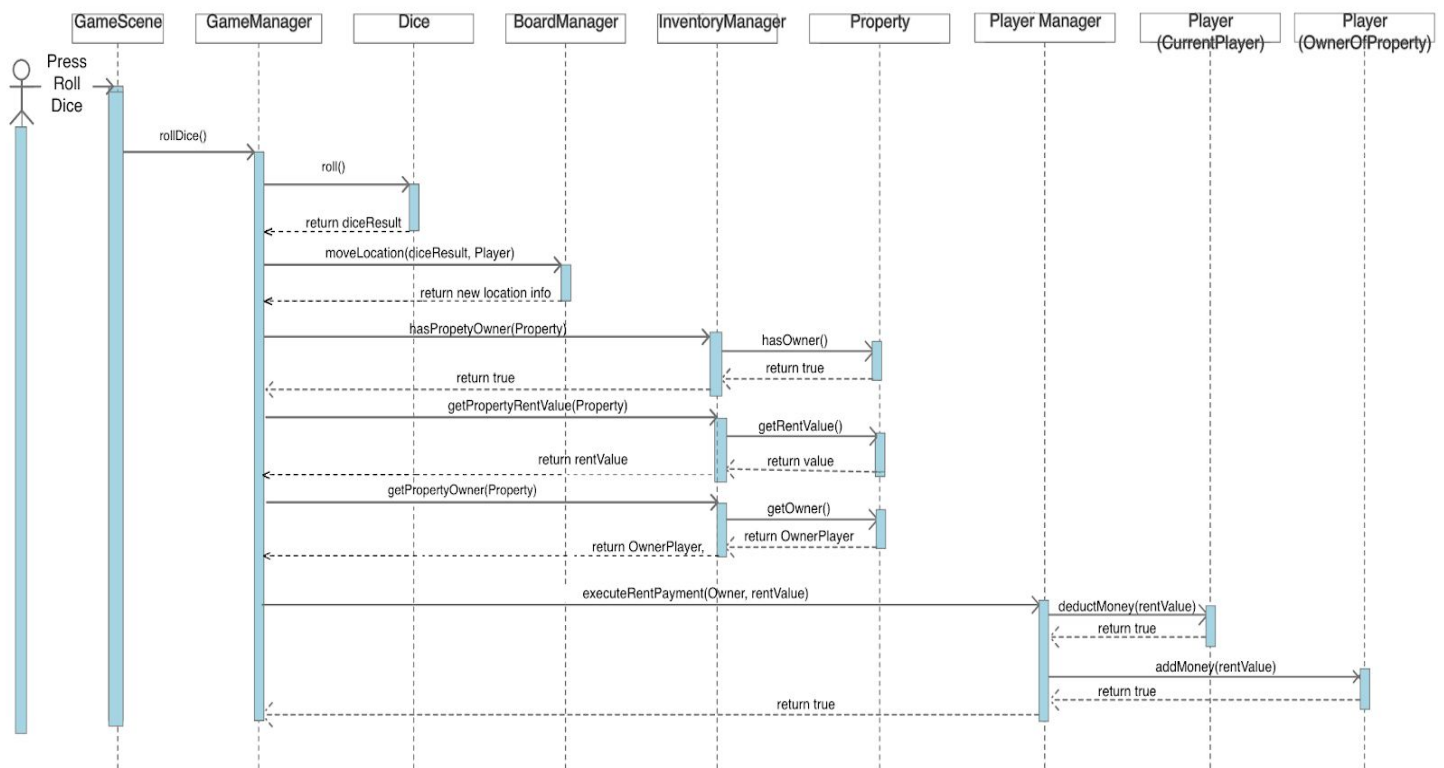 GameScene
GameManager
Dice
BoardManager
InventoryManager
Property
Player Manager
Player
(CurrentPlayer)
Player
(OwnerOfProperty)
Press
Roll
Dice
rollDice()
roll()
return diceResult
moveLocation(diceResult, Player)
return new location info
hasPropetyOwner(Property)
hasOwner()
return true
return true
getPropertyRentValue(Property)
getRentValue()
return value
return rentValue
getPropertyOwner(Property)
getOwner()
return OwnerPlayer
return OwnerPlayer,
executeRentPayment(Owner, rentValue)
deductMoney(rentValue)
return true
addMoney(rentValue)
return true
return true